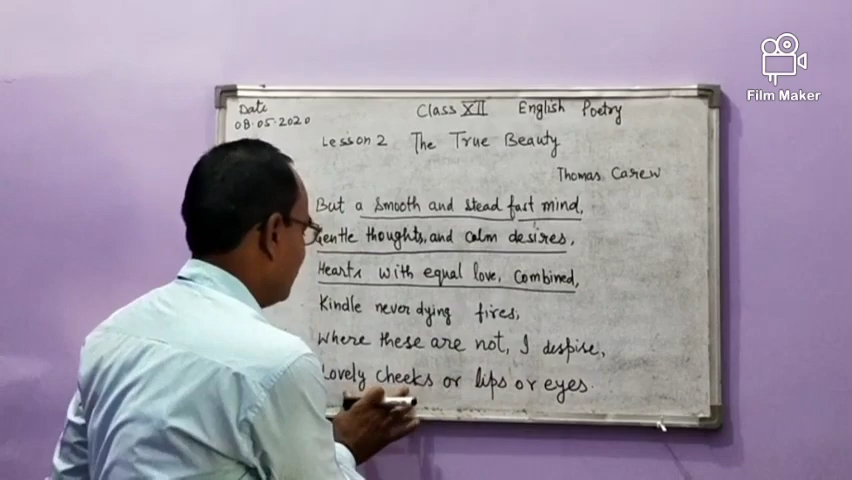 Film Maker
Date
08.05.2020
Class XII English Poetry
Lesson 2 The True Beauty
Thomas Carew
But a smooth and stead fast mind,
Gentle thoughts, and calm desires,
Hearts with equal love, combined,
Kindle never dying fires,
Where these are not, I despise,
Lovely cheeks or lips or eyes.